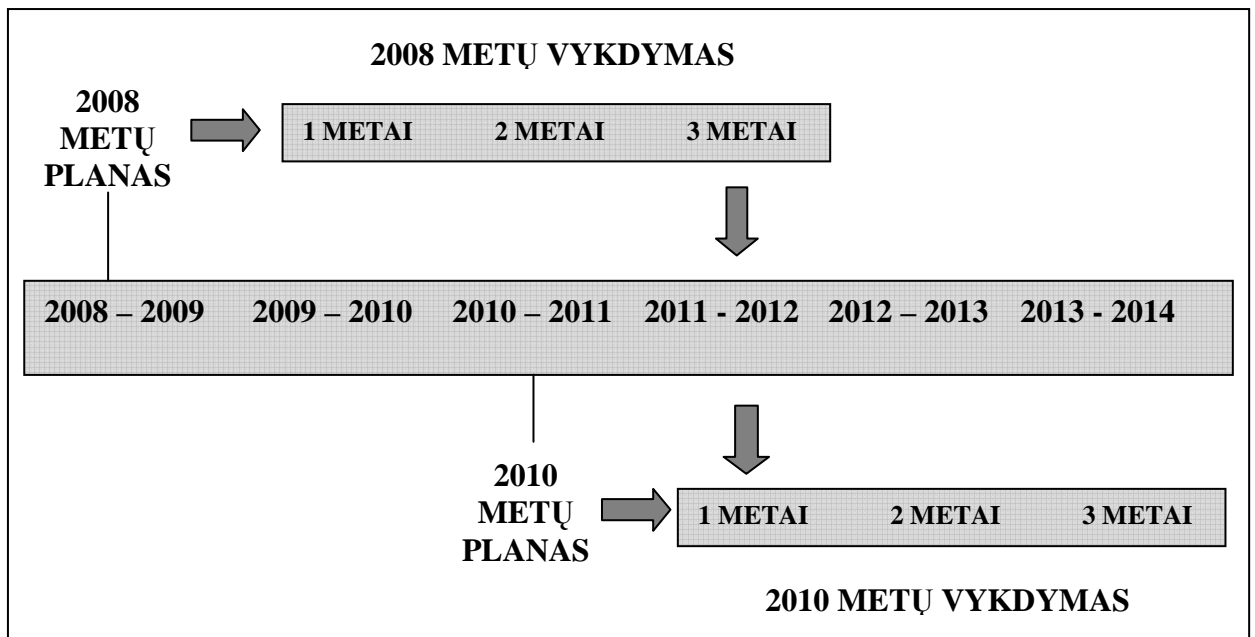 2008 METŲ VYKDYMAS
2008
METŲ
PLANAS
1 METAI 2 METAI 3 METAI
2008 – 2009 2009 – 2010 2010 – 2011 2011 - 2012 2012 – 2013 2013 - 2014
2010
METŲ
PLANAS
1 METAI 2 METAI 3 METAI
2010 METŲ VYKDYMAS